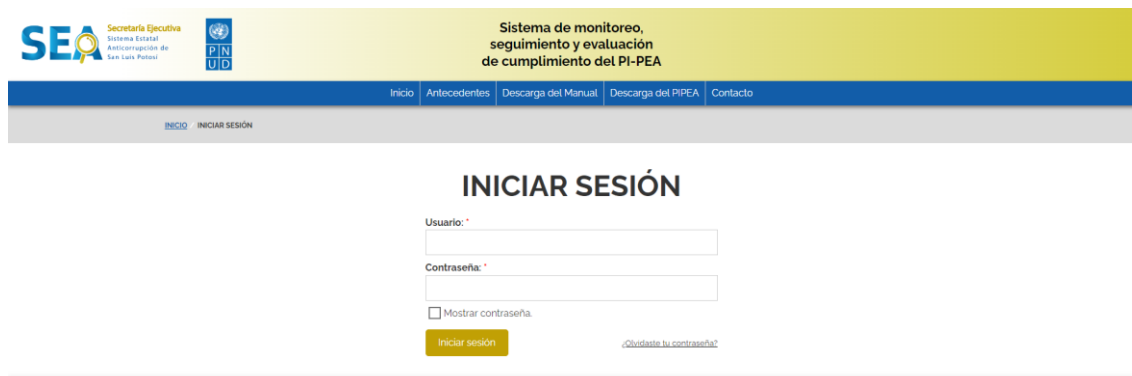 SEA
Secretaría Ejecutiva
Sistema Estatal
Anticorrupción de
San Luis Potosí
P N
U D
Sistema de monitoreo,
seguimiento y evaluación
de cumplimiento del PI-PEA
Inicio Antecedentes Descarga del Manual Descarga del PIPEA Contacto
INICIO / INICIAR SESIÓN
INICIAR SESIÓN
Usuario: *
Contraseña: *
Mostrar contraseña.
Iniciar sesión ¿Olvidaste tu contraseña?